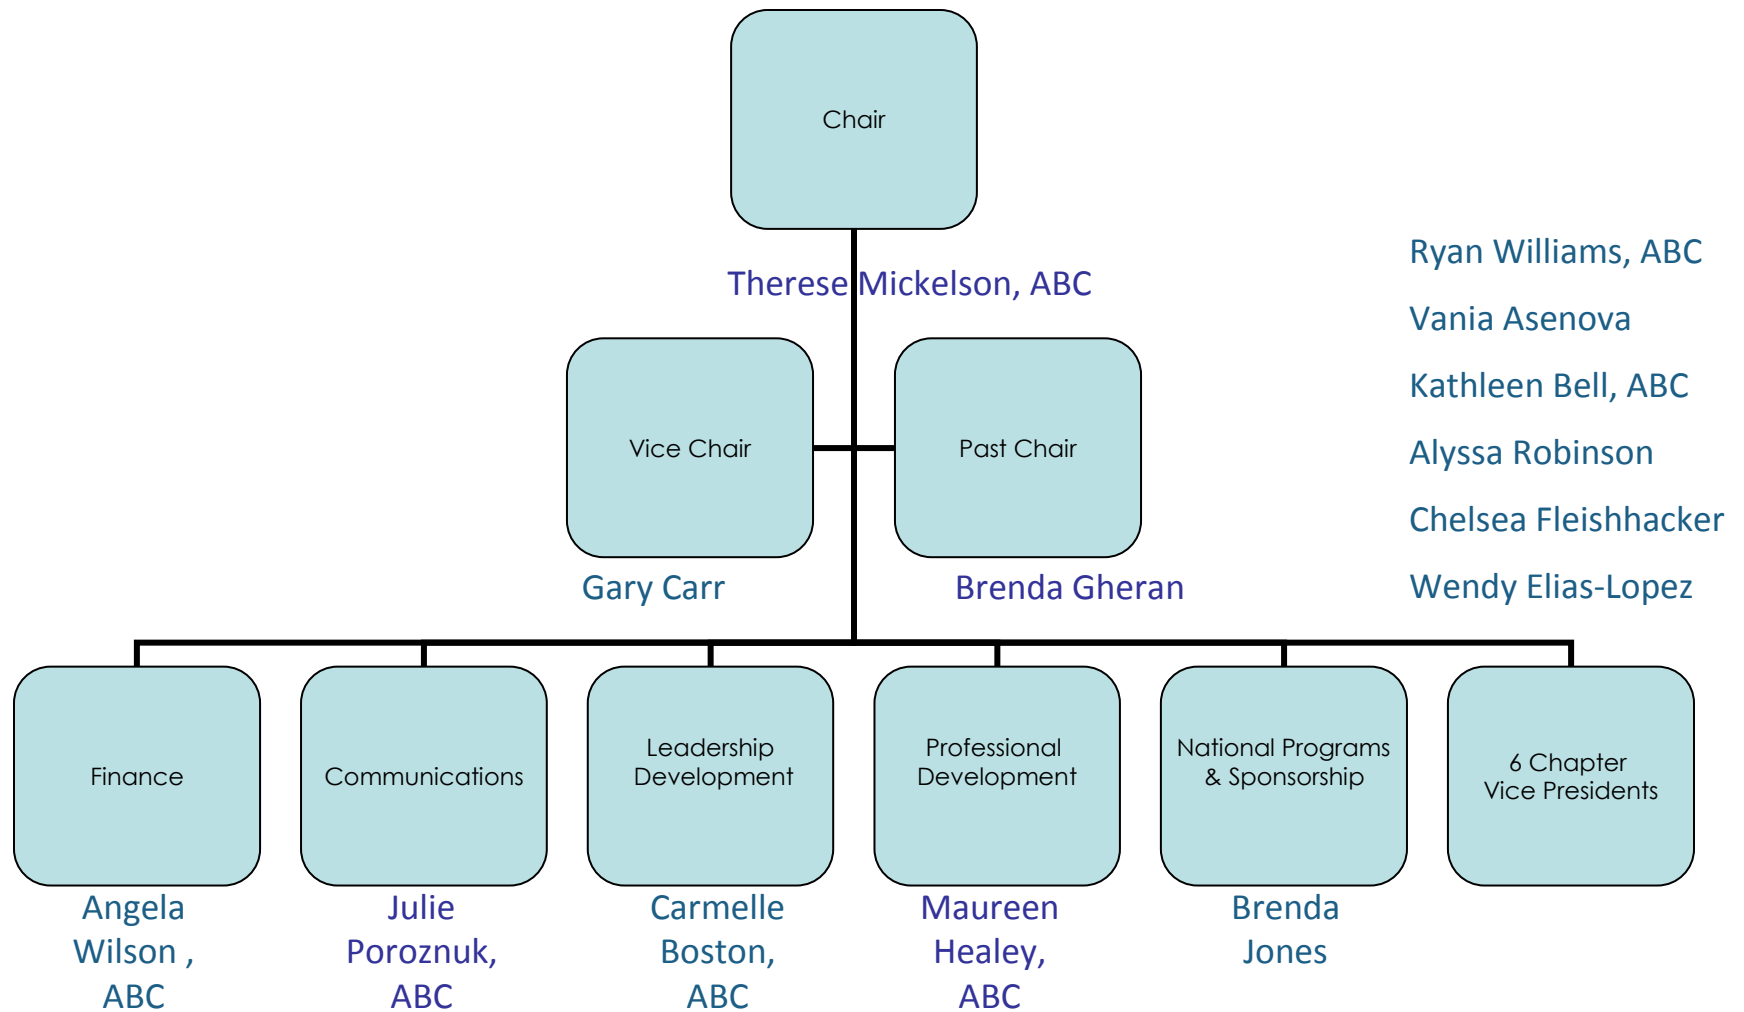 Chair
Therese Mickelson, ABC
Ryan Williams, ABC
Vania Asenova
Kathleen Bell, ABC
Alyssa Robinson
Chelsea Fleishhacker
Wendy Elias-Lopez
Vice Chair
Past Chair
Gary Carr
Brenda Gheran
Finance
Communications
Leadership
Development
Professional
Development
National Programs
& Sponsorship
6 Chapter
Vice Presidents
Angela
Wilson ,
ABC
Julie
Poroznuk,
ABC
Carmelle
Boston,
ABC
Maureen
Healey,
ABC
Brenda
Jones